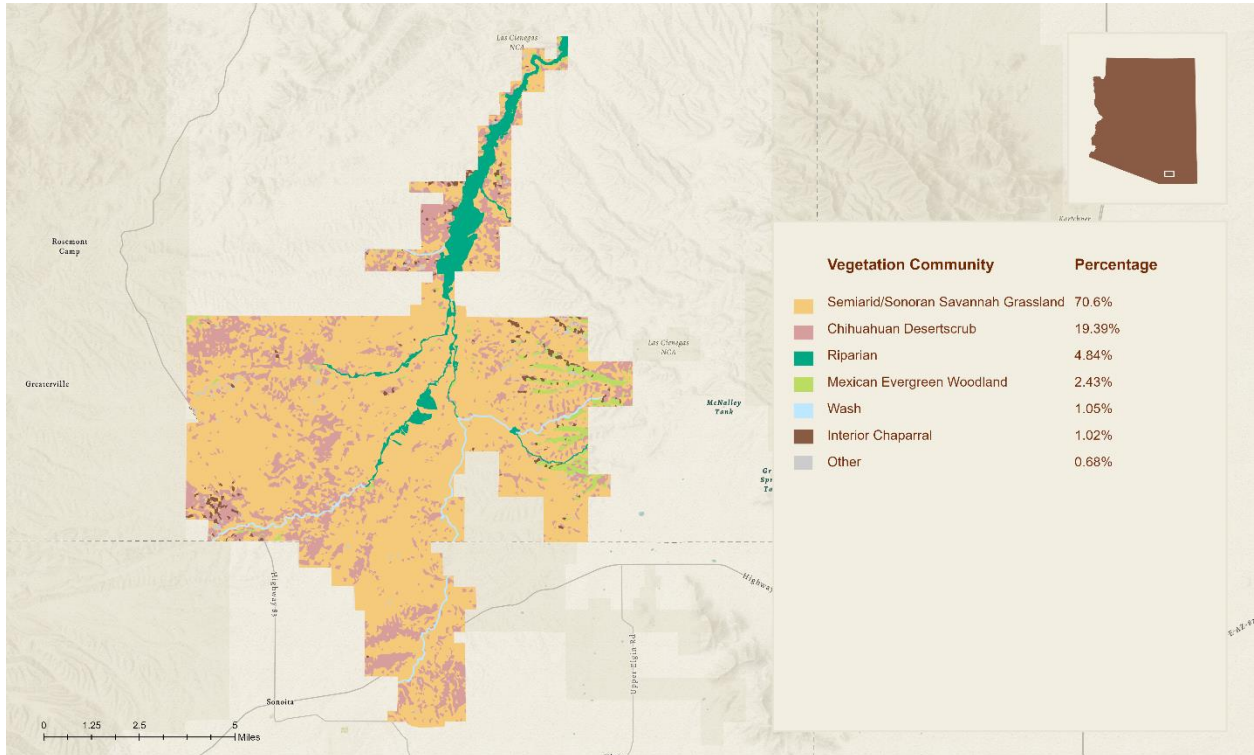 Las Cienegas
NCA
Rosemont
Camp
Greaterville
Las Cienegas
NCA
McNalley
Tank
Highway 83
Highway
Upper Elgin Rd
Sonoita
0 1.25 2.5 5
Miles
Vegetation Community Percentage
Semiarid/Sonoran Savannah Grassland 70.6%
Chihuahuan Desertscrub 19.39%
Riparian 4.84%
Mexican Evergreen Woodland 2.43%
Wash 1.05%
Interior Chaparral 1.02%
Other 0.68%